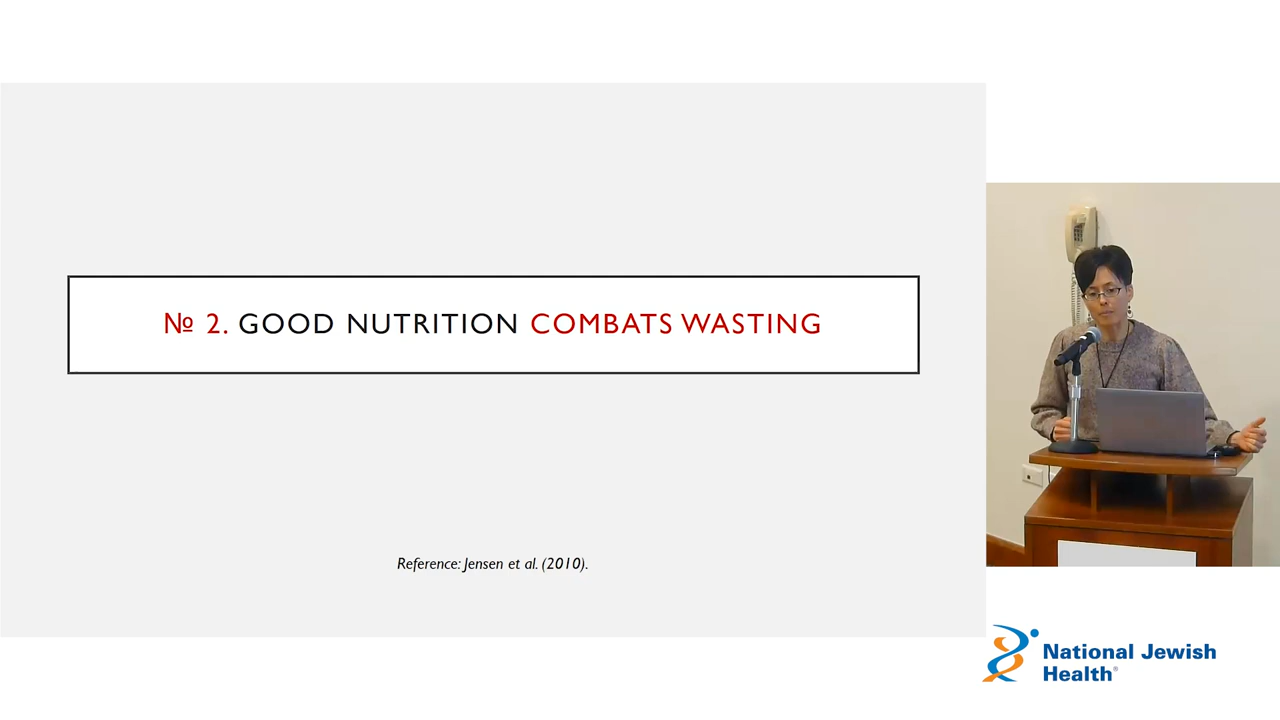 № 2. GOOD NUTRITION COMBATS WASTING
Reference: Jensen et al. (2010).
National Jewish
Health®